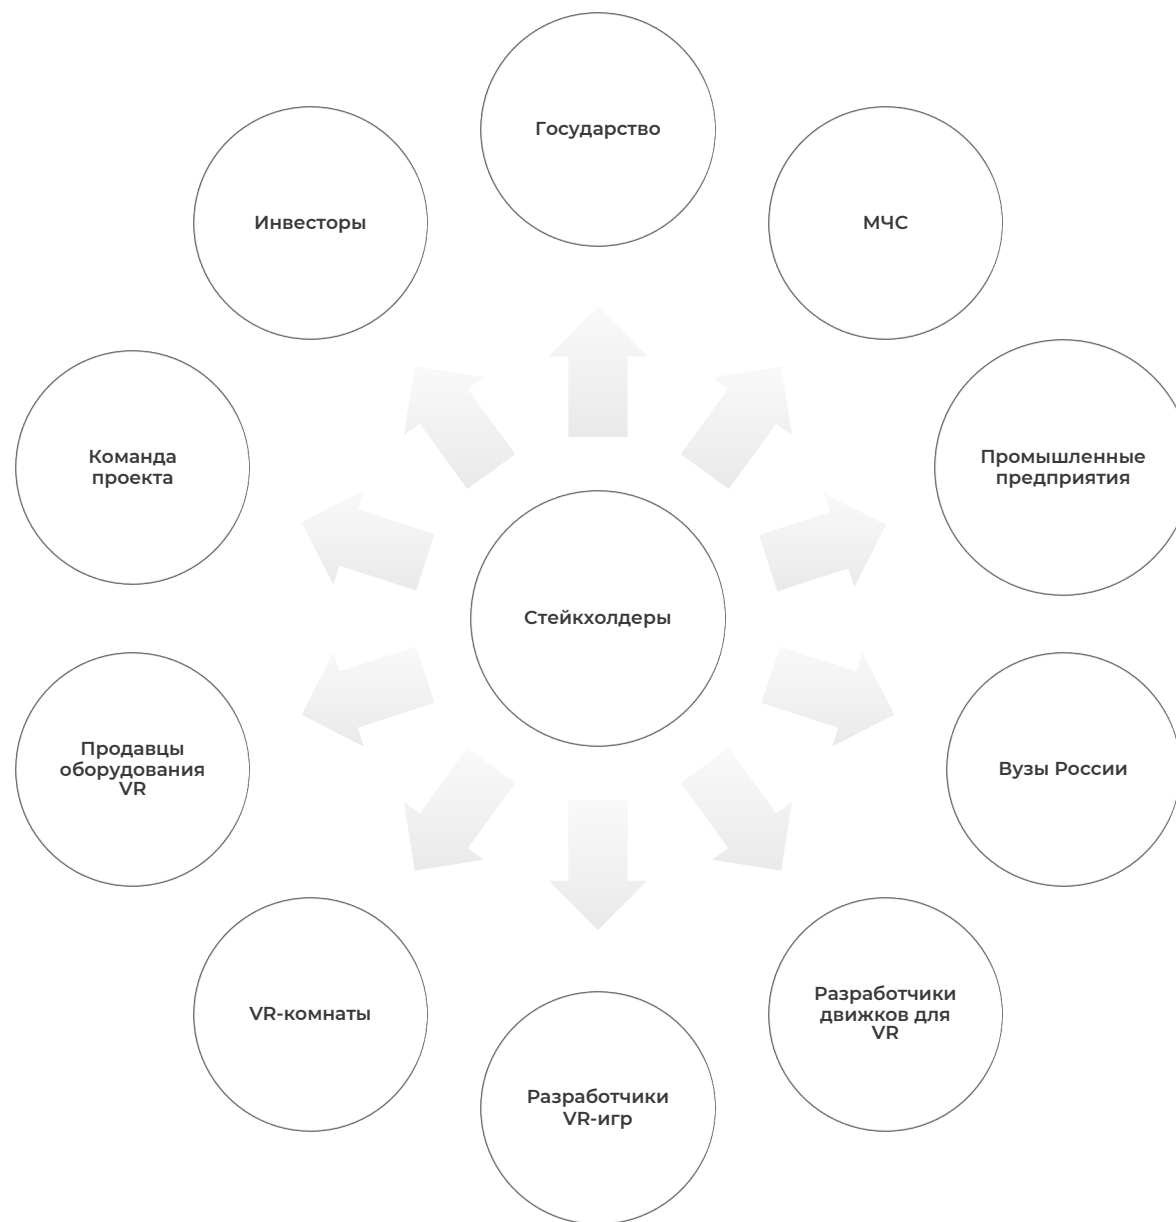 Государство
Инвесторы
МЧС
Команда
проекта
Промышленные
предприятия
Стейкхолдеры
Продавцы
оборудования
VR
Вузы России
VR-комнаты
Разработчики
движков для
VR
Разработчики
VR-игр